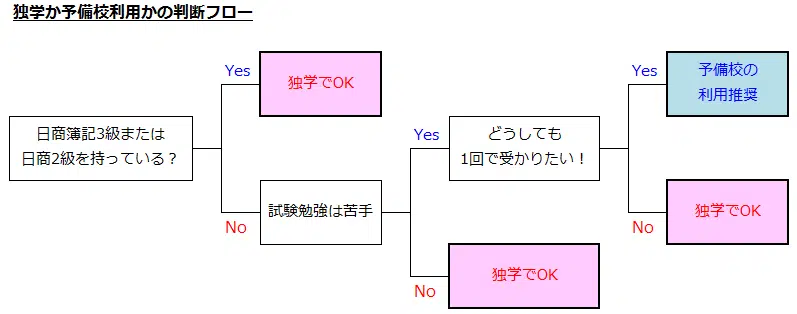 独学か予備校利用かの判断フロー
日商簿記3級または
日商2級を持っている？
Yes
独学でOK
No
試験勉強は苦手
Yes
どうしても
1回で受かりたい！
Yes
予備校の
利用推奨
No
独学でOK
No
独学でOK